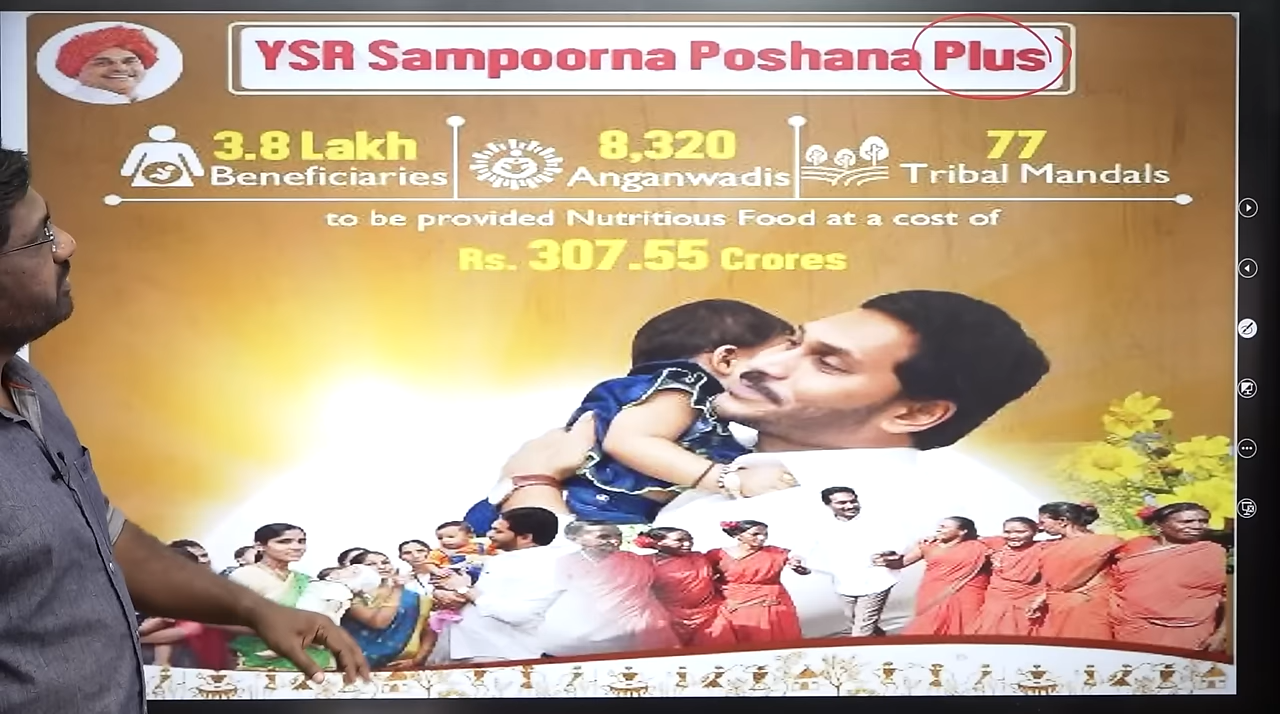 YSR Sampoorna Poshana Plus
3.8 Lakh
Beneficiaries
8,320
Anganwadis
77
Tribal Mandals
to be provided Nutritious Food at a cost of
Rs. 307.55 Crores